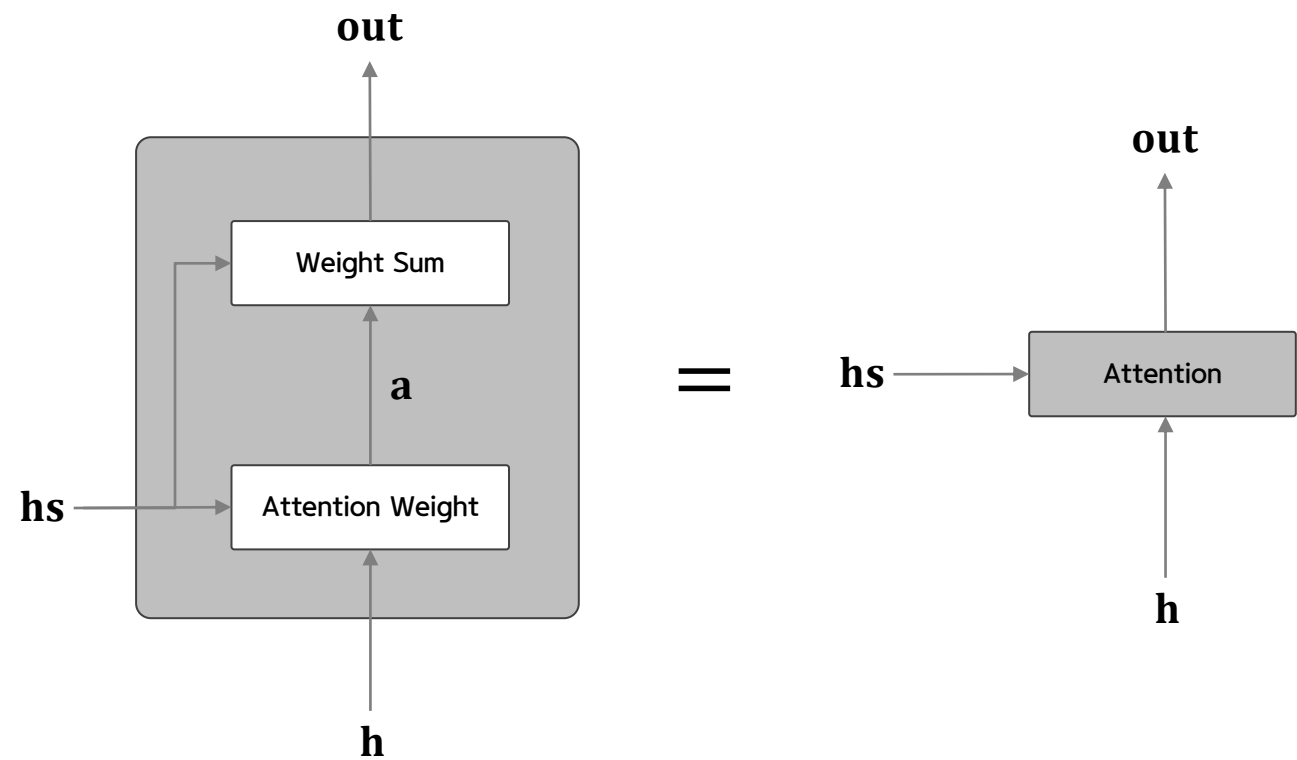 out
Weight Sum
a
hs
Attention Weight
h
=
out
hs
Attention
h